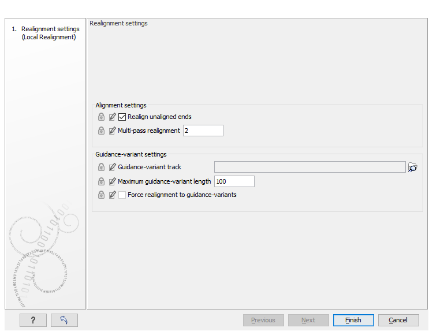 1. Realignment settings
(Local Realignment)
Realignment settings
Alignment settings
Realign unaligned ends
Multi-pass realignment 2
Guidance-variant settings
Guidance-variant track
Maximum guidance-variant length 100
Force realignment to guidance-variants
? Previous Next Finish Cancel